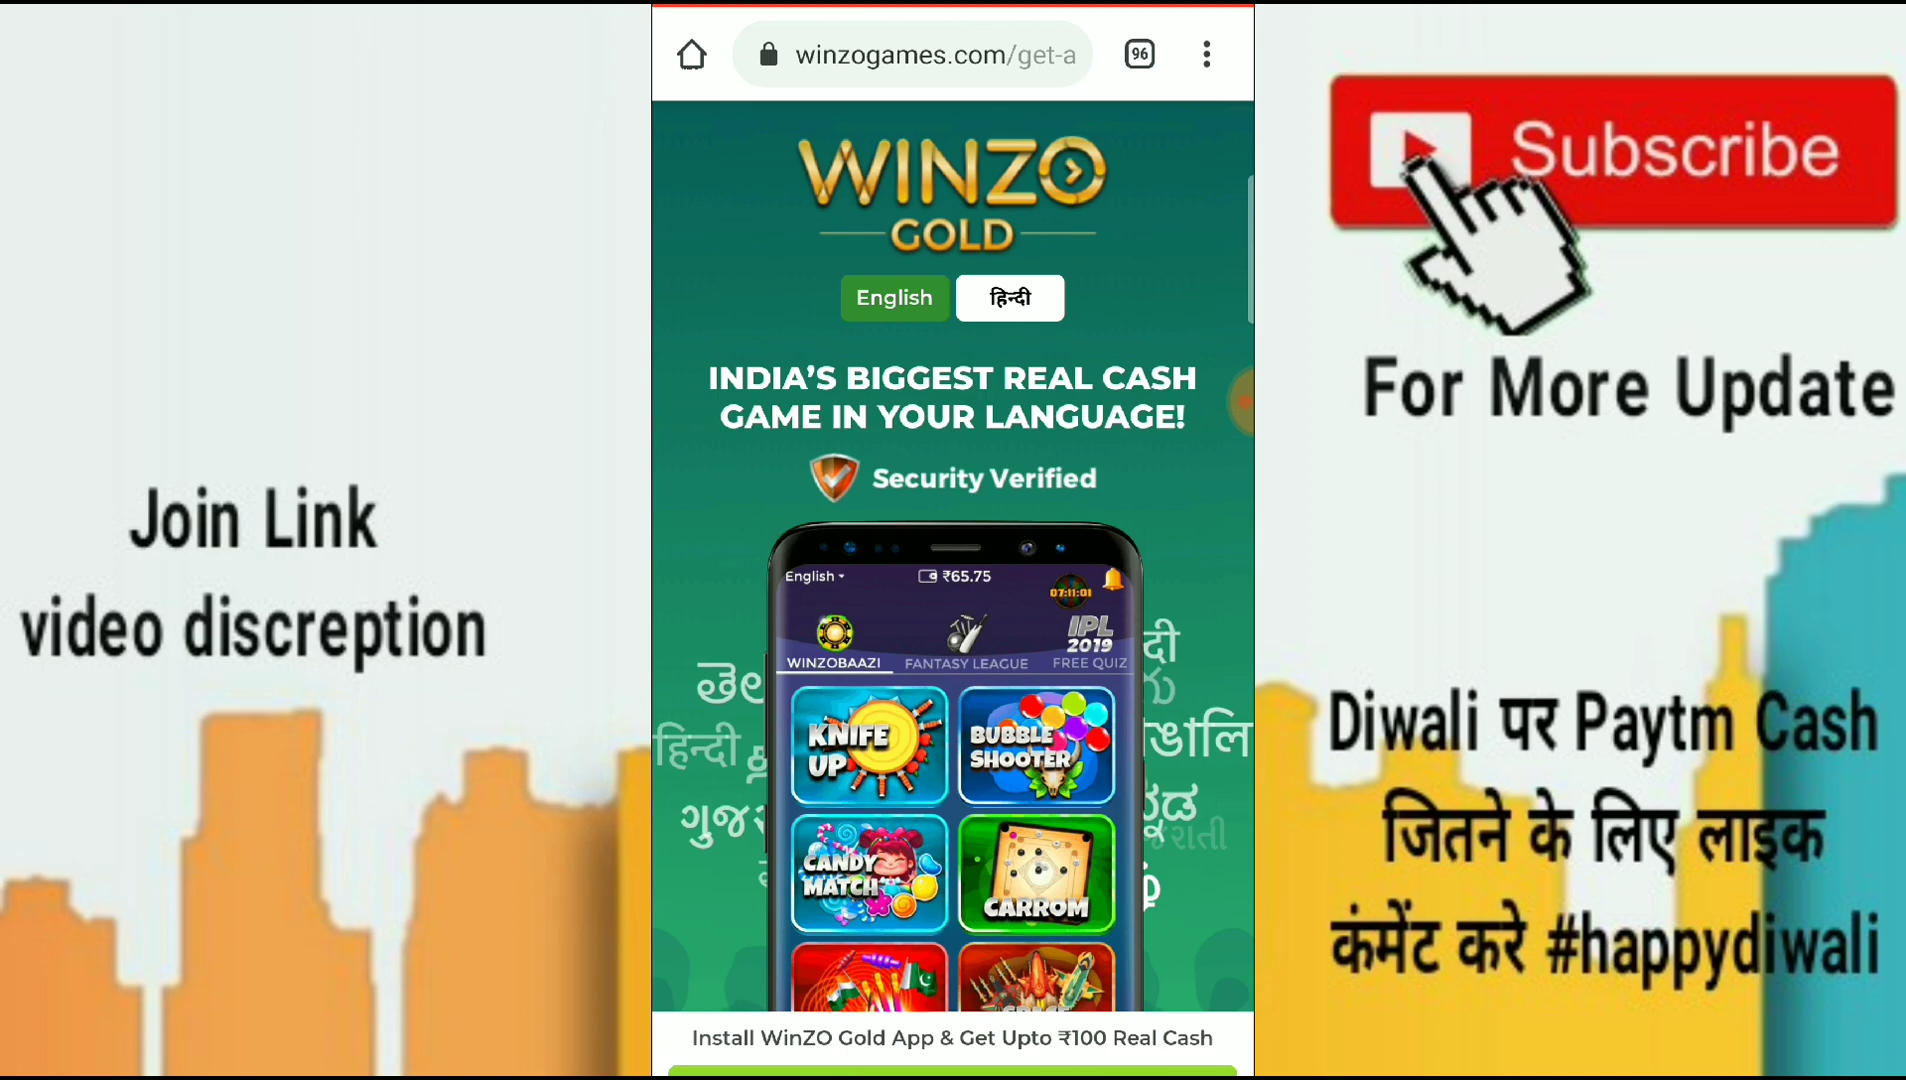 winzogames.com/get-a
96
WINZO
GOLD
English
हिन्दी
INDIA'S BIGGEST REAL CASH
GAME IN YOUR LANGUAGE!
Security Verified
English
₹65.75
07:11:01
IPL
2019
WINZOBAAZI
FANTASY LEAGUE
FREE QUIZ
KNIFE
UP
BUBBLE
SHOOTER
CANDY
MATCH
CARROM
हिन्दी
Install WinZO Gold App & Get Upto ₹100 Real Cash
Join Link
video discreption
Subscribe
For More Update
Diwali पर Paytm Cash
जितने के लिए लाइक
कंमेंट करे #happydiwali